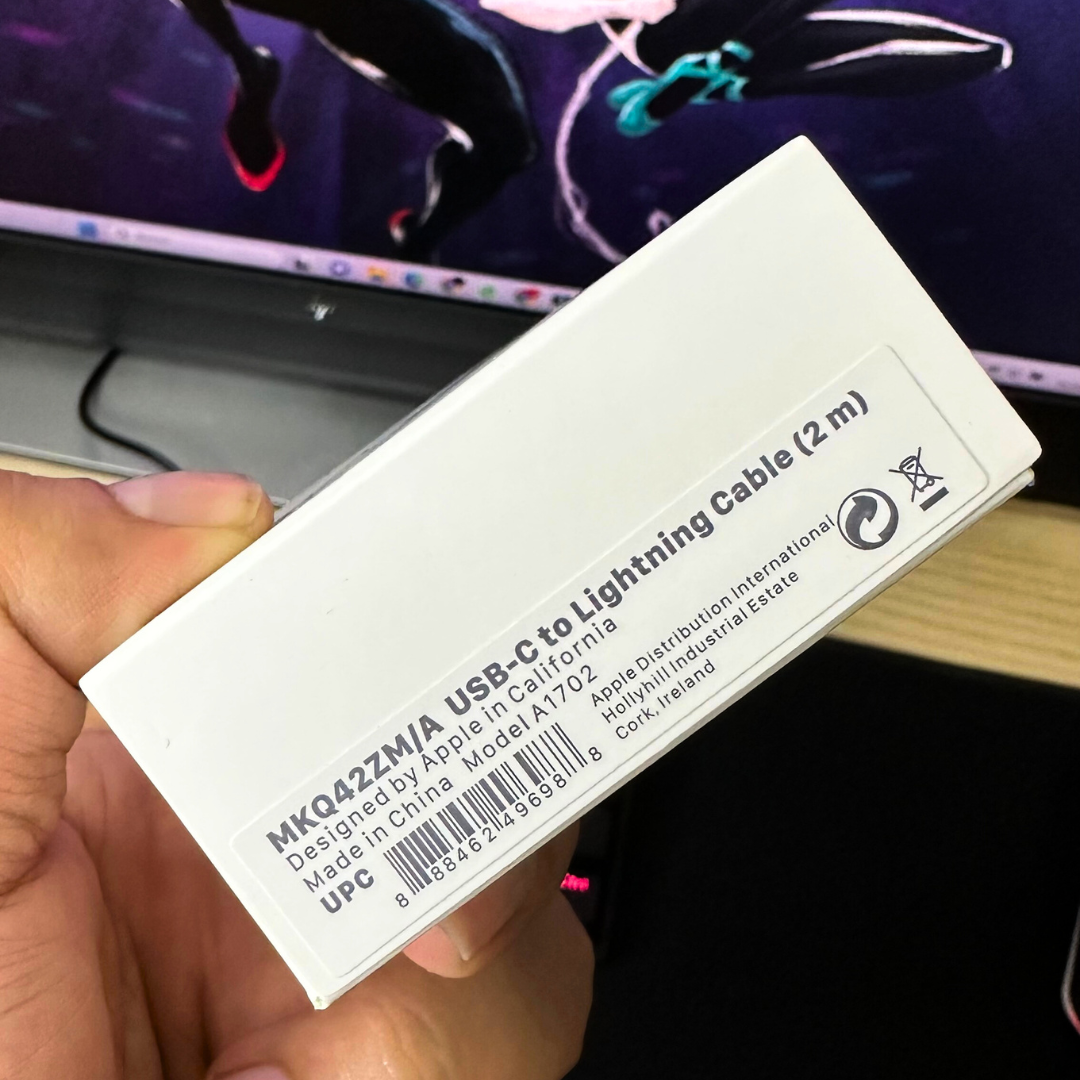 MKQ42ZM/A USB-C to Lightning Cable (2 m)
Designed by Apple in California
Made in China Model A1702
UPC
8 88462 49698 8
Apple Distribution International
Hollyhill Industrial Estate
Cork, Ireland